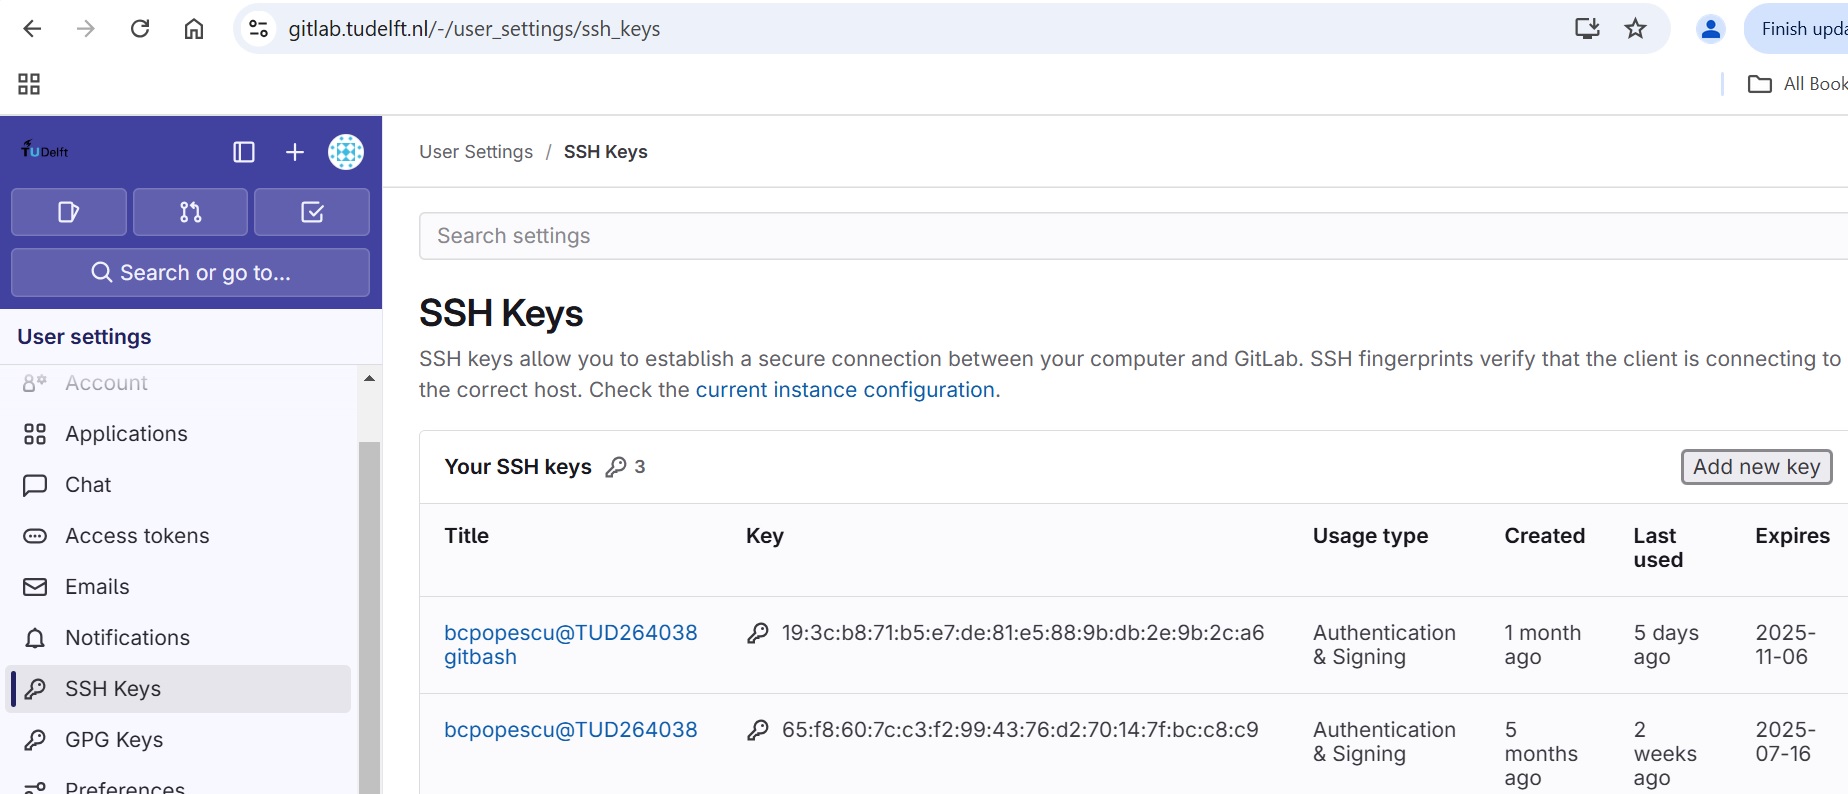 gitlab.tudelft.nl/-/user_settings/ssh_keys
Finish upda
All Book
TUDelft
User Settings / SSH Keys
Search settings
Search or go to...
User settings
Account
Applications
Chat
Access tokens
Emails
Notifications
SSH Keys
GPG Keys
Preferences
SSH Keys
SSH keys allow you to establish a secure connection between your computer and GitLab. SSH fingerprints verify that the client is connecting to
the correct host. Check the current instance configuration.
Your SSH keys 3
Add new key
Title Key Usage type Created Last used Expires
bcpopescu@TUD264038 gitbash 19:3c:b8:71:b5:e7:de:81:e5:88:9b:db:2e:9b:2c:a6 Authentication & Signing 1 month ago 5 days ago 2025-11-06
bcpopescu@TUD264038 65:f8:60:7c:c3:f2:99:43:76:d2:70:14:7f:bc:c8:c9 Authentication & Signing 5 months ago 2 weeks ago 2025-07-16